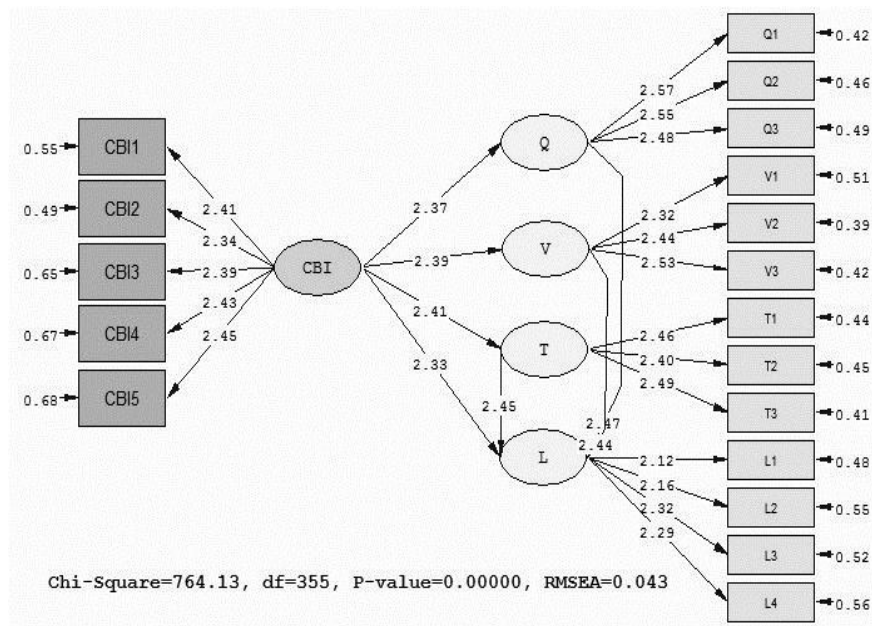 Q1
0.42
Q2
0.46
2.57
2.55
2.48
Q3
0.49
0.55
CBI1
Q
V1
0.51
0.49
CBI2
2.41
2.37
2.32
2.34
2.44
V2
0.39
0.65
CBI3
2.39
CBI
2.39
V
2.53
V3
0.42
2.43
2.41
T1
0.44
0.67
CBI4
2.45
2.46
T
2.40
T2
0.45
2.33
2.49
0.68
CBI5
2.45
T3
0.41
2.47
2.44
L
2.12
L1
0.48
2.16
L2
0.55
2.32
2.29
L3
0.52
Chi-Square=764.13, df=355, P-value=0.00000, RMSEA=0.043
L4
0.56